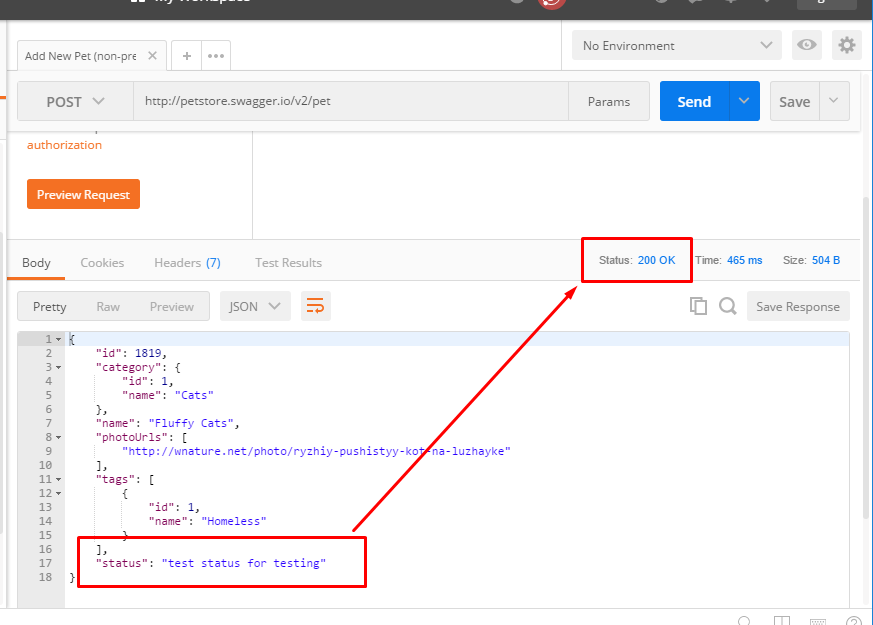 My Workspace
No Environment
Add New Pet (non-pre
POST
http://petstore.swagger.io/v2/pet
Params
Send
Save
authorization
Preview Request
Body
Cookies
Headers (7)
Test Results
Status: 200 OK
Time: 465 ms
Size: 504 B
Pretty
Raw
Preview
JSON
Save Response
1 {
2 "id": 1819,
3 "category": {
4 "id": 1,
5 "name": "Cats"
6 },
7 "name": "Fluffy Cats",
8 "photoUrls": [
9 "http://wnature.net/photo/ryzhiy-pushistyy-kot-na-luzhayke"
10 ],
11 "tags": [
12 {
13 "id": 1,
14 "name": "Homeless"
15 }
16 ],
17 "status": "test status for testing"
18 }